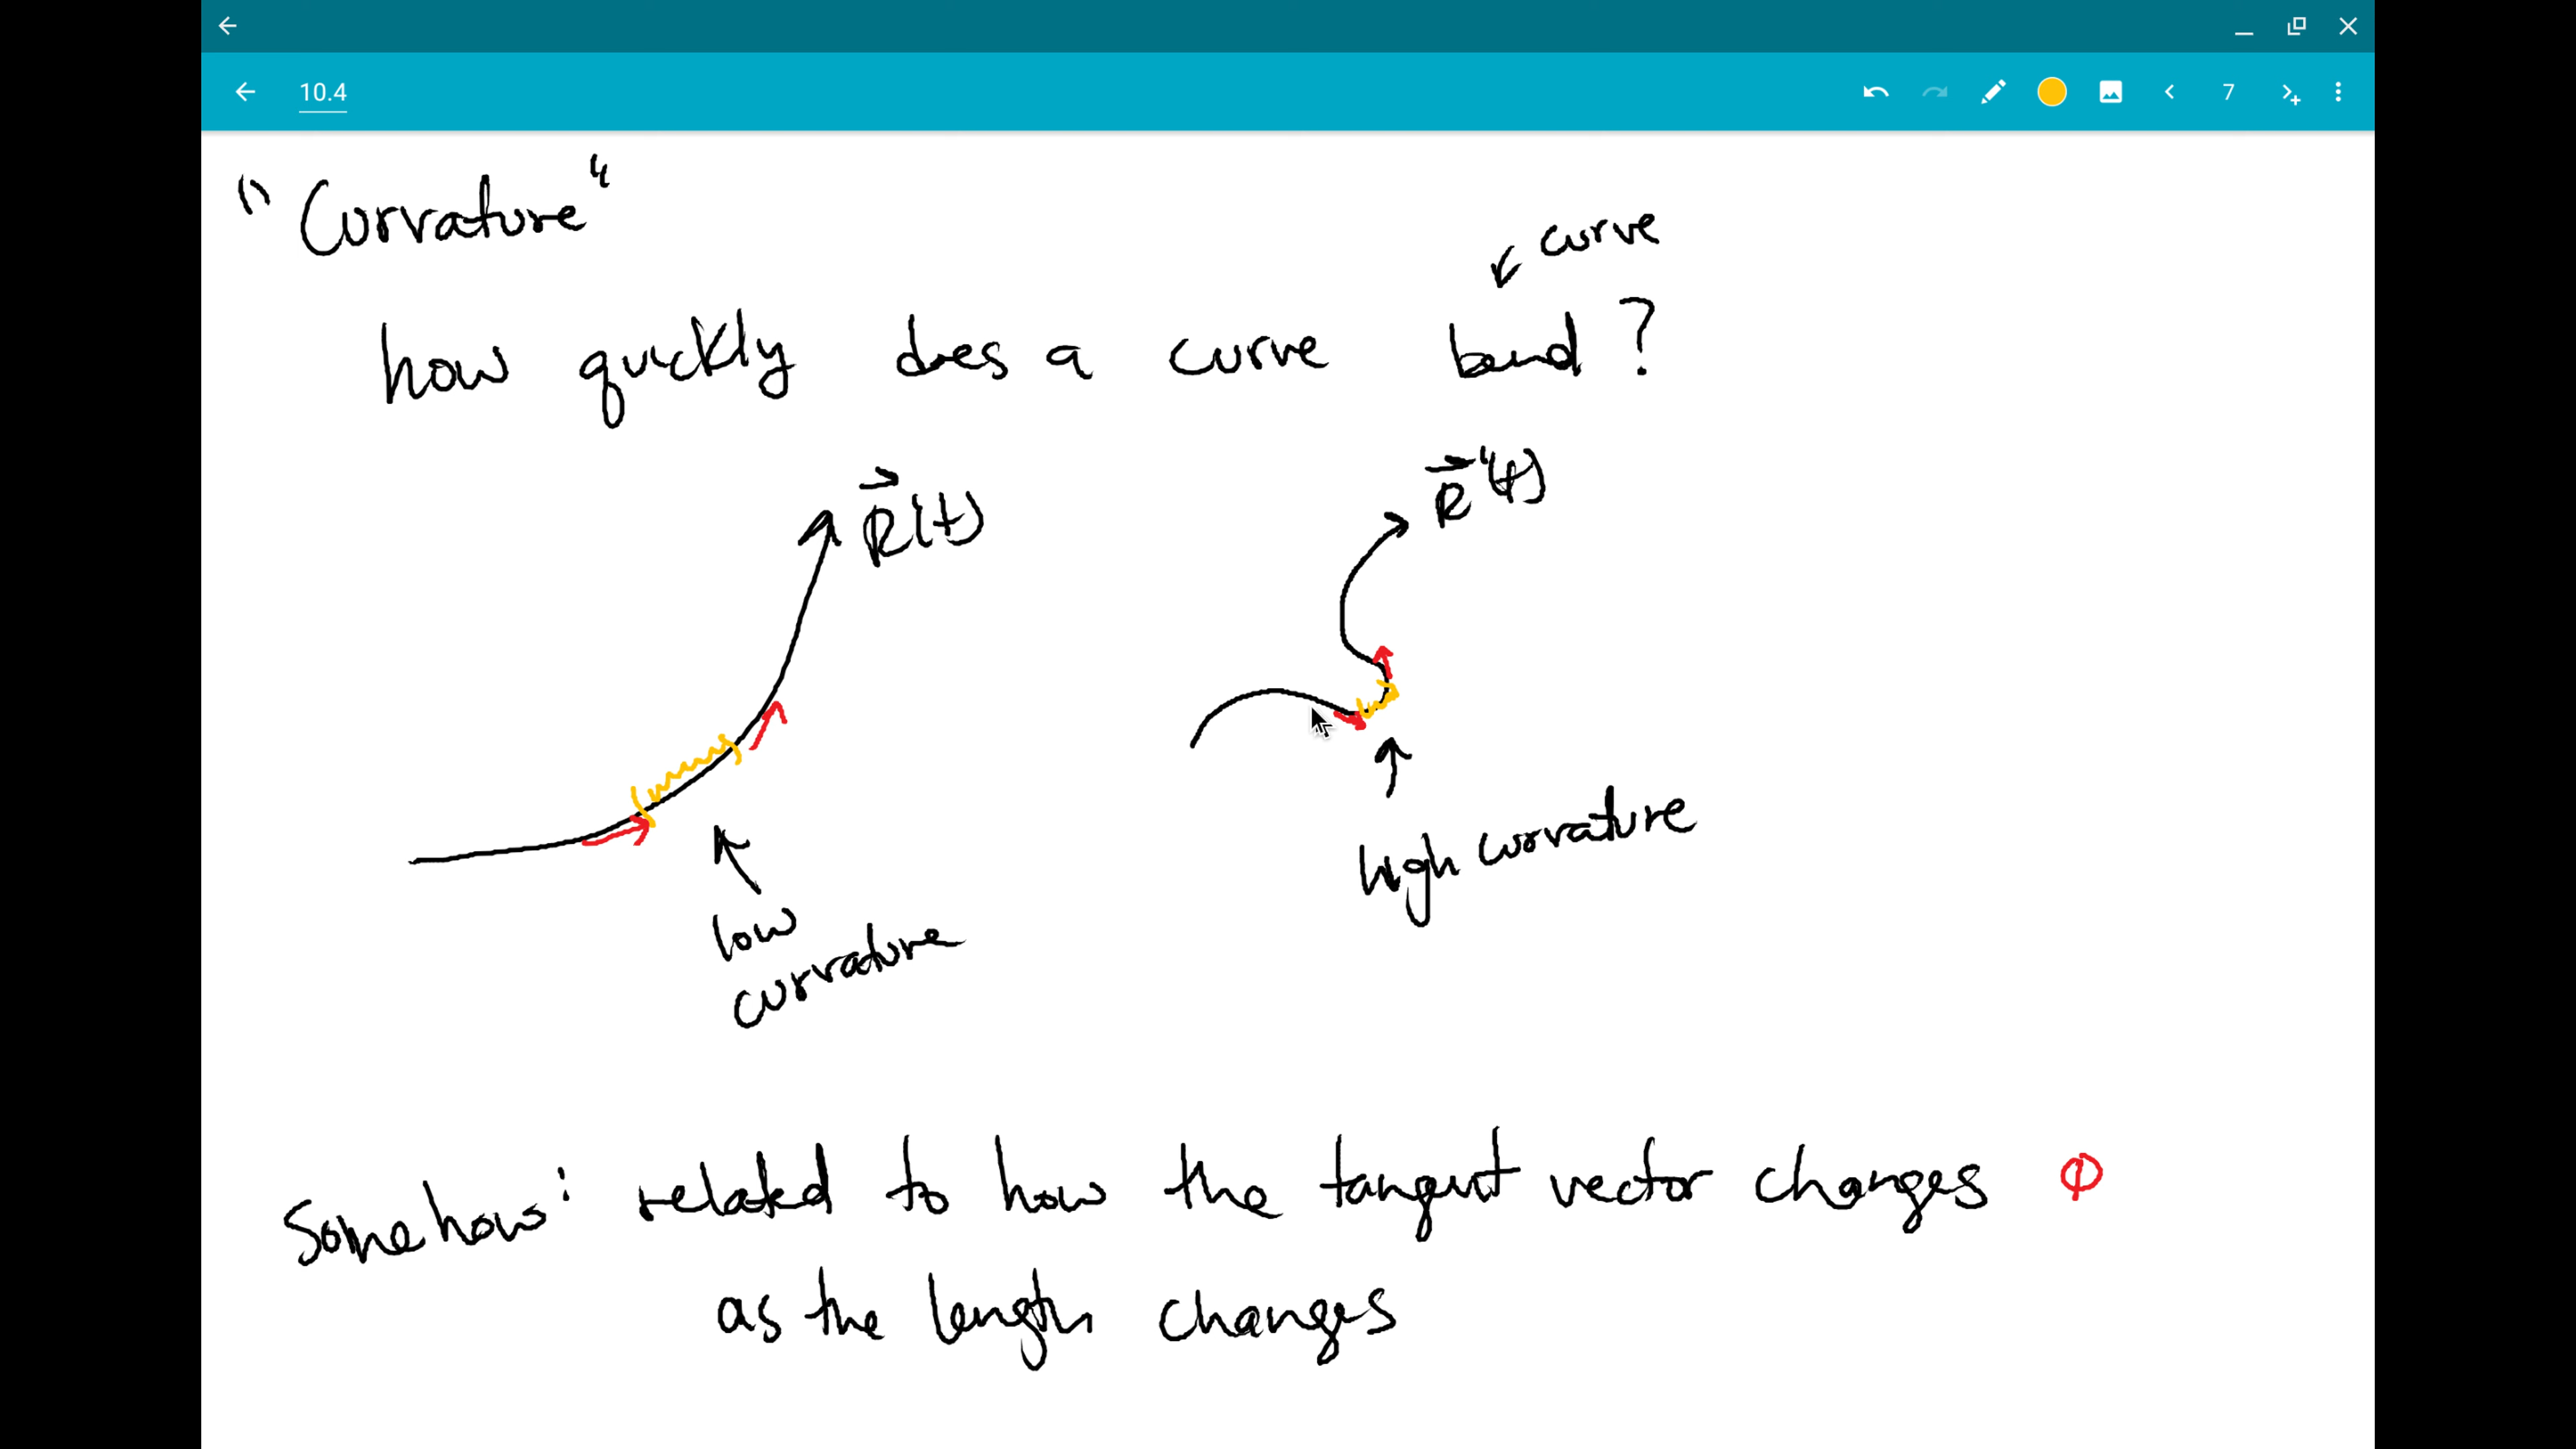 10.4
7
"Curvature"
curve
how quickly does a curve bend?
R(t)
R(t)
high curvature
low
curvature
Somehow: related to how the tangent vector changes
as the length changes